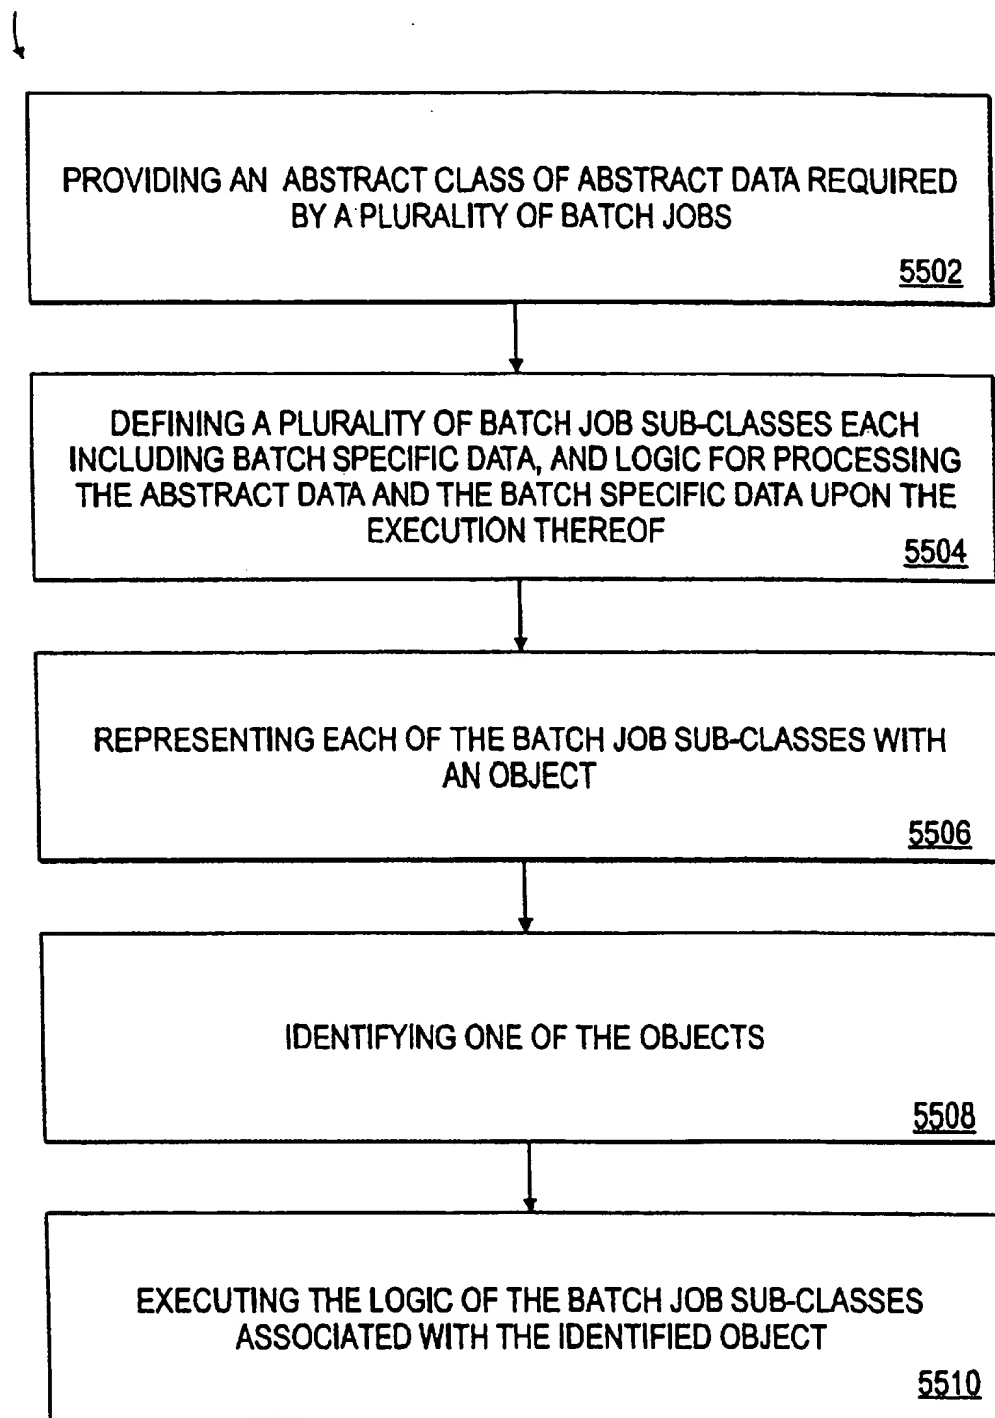 PROVIDING AN ABSTRACT CLASS OF ABSTRACT DATA REQUIRED
BY A PLURALITY OF BATCH JOBS
5502
DEFINING A PLURALITY OF BATCH JOB SUB-CLASSES EACH
INCLUDING BATCH SPECIFIC DATA, AND LOGIC FOR PROCESSING
THE ABSTRACT DATA AND THE BATCH SPECIFIC DATA UPON THE
EXECUTION THEREOF
5504
REPRESENTING EACH OF THE BATCH JOB SUB-CLASSES WITH
AN OBJECT
5506
IDENTIFYING ONE OF THE OBJECTS
5508
EXECUTING THE LOGIC OF THE BATCH JOB SUB-CLASSES
ASSOCIATED WITH THE IDENTIFIED OBJECT
5510